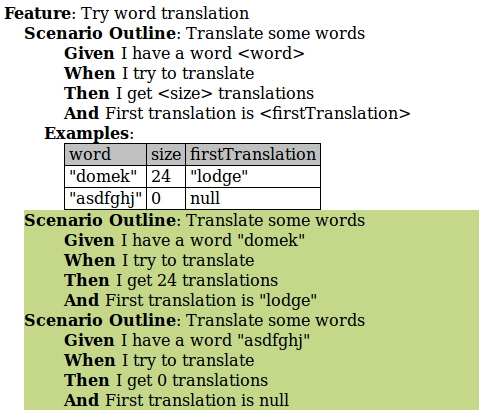 Feature: Try word translation
Scenario Outline: Translate some words
Given I have a word <word>
When I try to translate
Then I get <size> translations
And First translation is <firstTranslation>
Examples:
word size firstTranslation
"domek" 24 "lodge"
"asdfghj" 0 null
Scenario Outline: Translate some words
Given I have a word "domek"
When I try to translate
Then I get 24 translations
And First translation is "lodge"
Scenario Outline: Translate some words
Given I have a word "asdfghj"
When I try to translate
Then I get 0 translations
And First translation is null